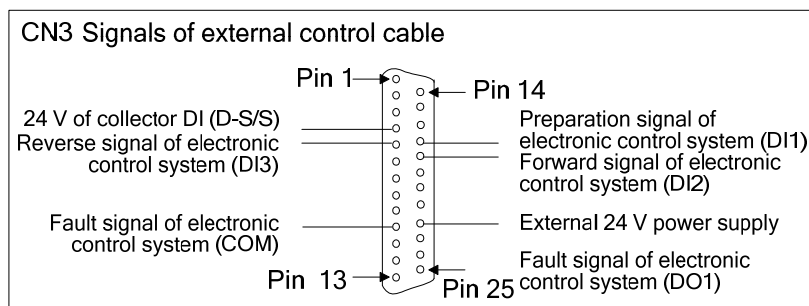 CN3 Signals of external control cable
Pin 1
Pin 14
24 V of collector DI (D-S/S)
Reverse signal of electronic
control system (DI3)
Preparation signal of
electronic control system (DI1)
Forward signal of electronic
control system (DI2)
Fault signal of electronic
control system (COM)
External 24 V power supply
Pin 13
Pin 25
Fault signal of electronic
control system (DO1)